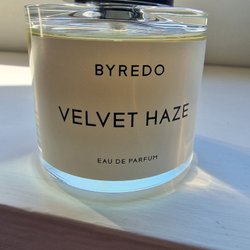 BYREDO
VELVET HAZE
EAU DE PARFUM